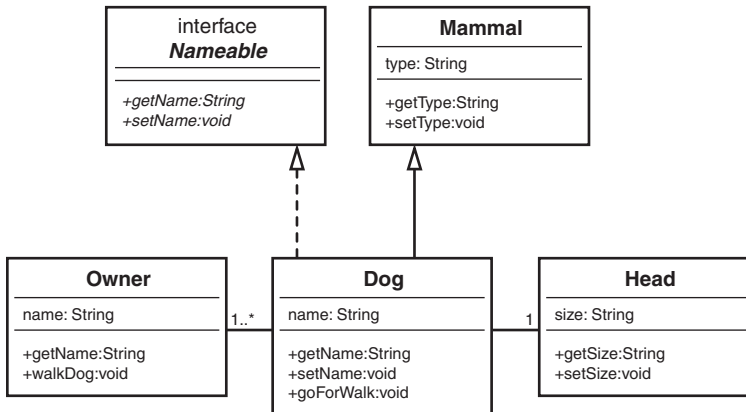 interface
Nameable
+getName:String
+setName:void
Mammal
type: String
+getType:String
+setType:void
Owner
name: String
+getName:String
+walkDog:void
1..*
Dog
name: String
+getName:String
+setName:void
+goForWalk:void
1
Head
size: String
+getSize:String
+setSize:void